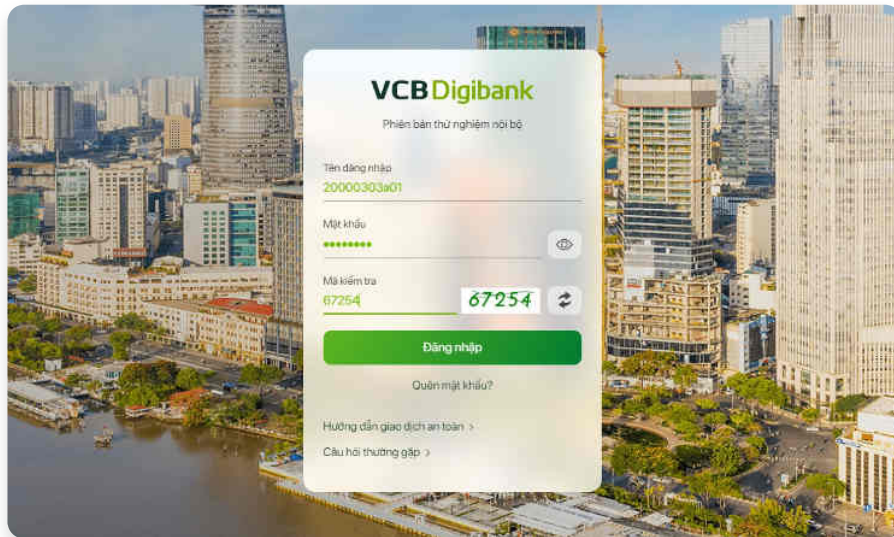 VCB Digibank
Phiên bản thử nghiệm nội bộ
Tên đăng nhập
20000303a01
Mật khẩu
••••••••
Mã kiểm tra
67254 67254
Đăng nhập
Quên mật khẩu?
Hướng dẫn giao dịch an toàn >
Câu hỏi thường gặp >